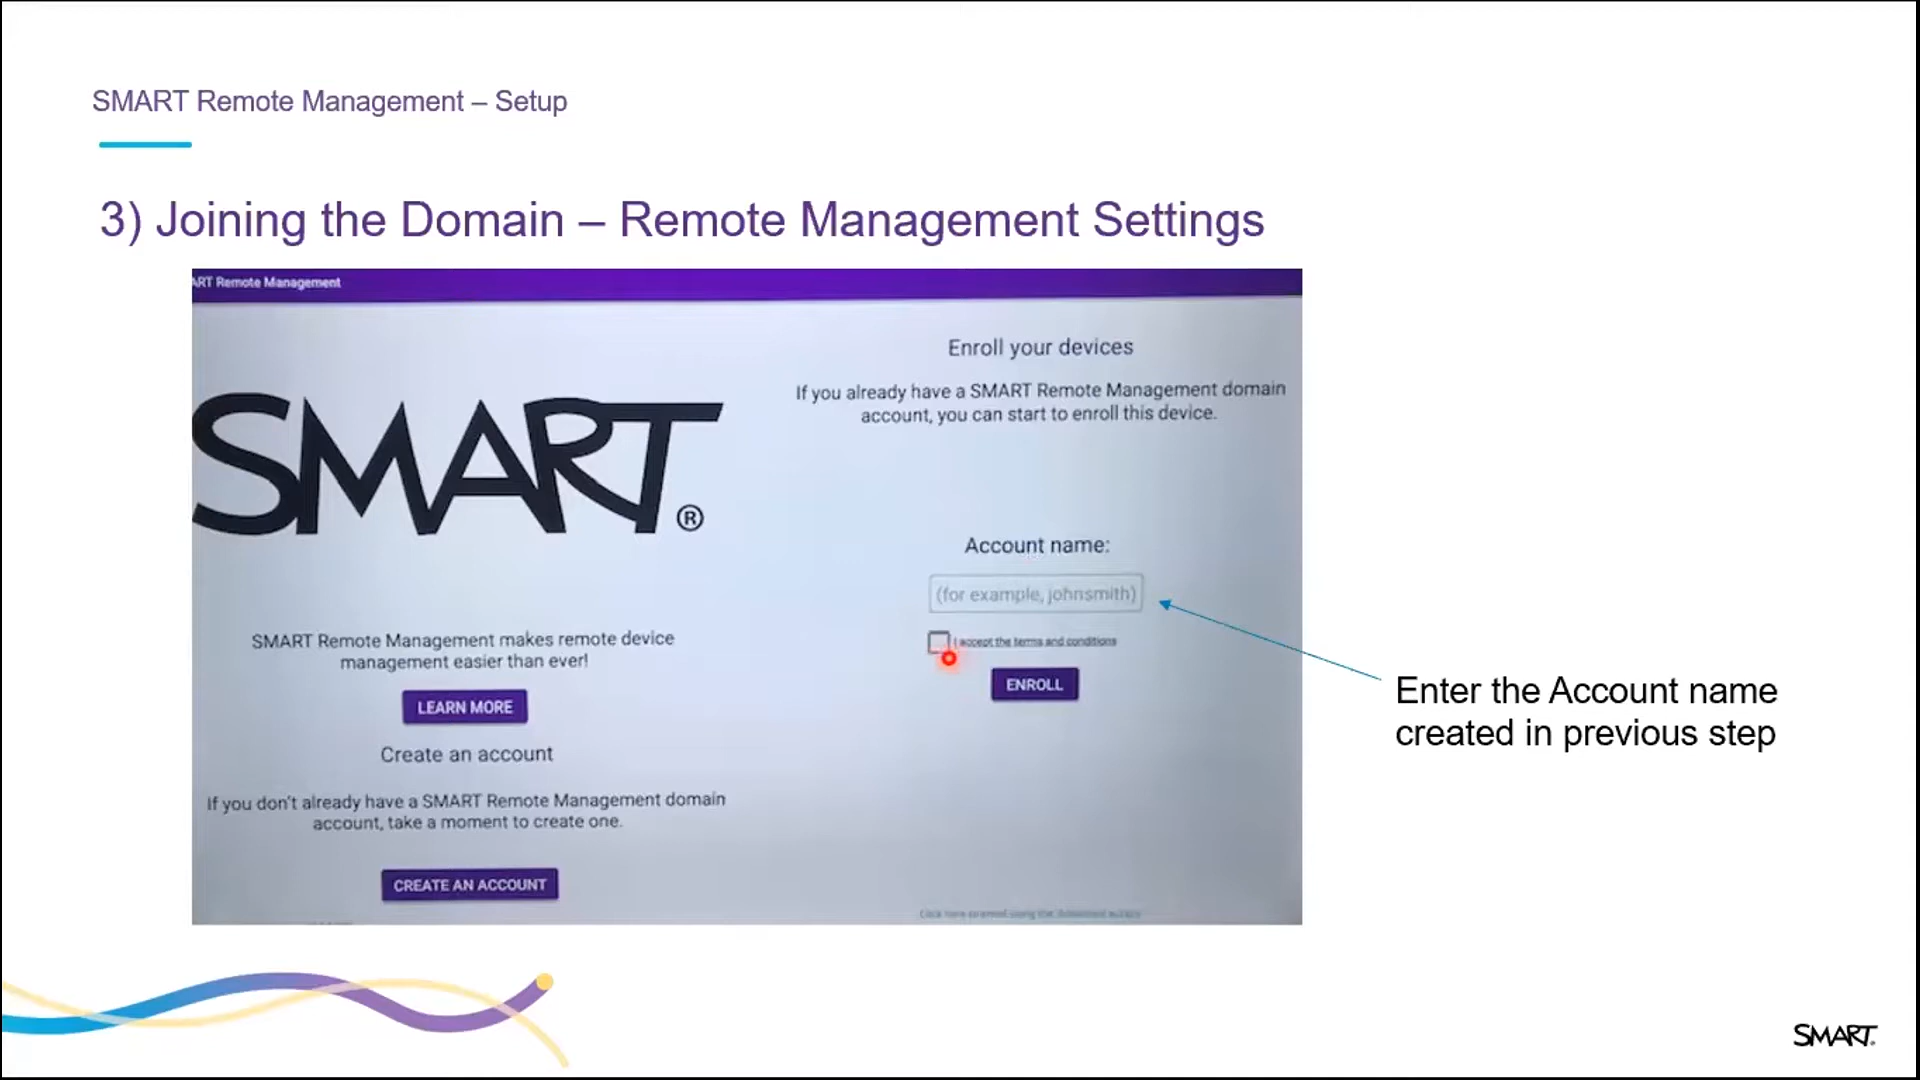 SMART Remote Management – Setup
3) Joining the Domain – Remote Management Settings
ART Remote Management
SMART®
SMART Remote Management makes remote device
management easier than ever!
LEARN MORE
Create an account
If you don't already have a SMART Remote Management domain
account, take a moment to create one.
CREATE AN ACCOUNT
Enroll your devices
If you already have a SMART Remote Management domain
account, you can start to enroll this device.
Account name:
(for example, johnsmith)
I accept the terms and conditions
ENROLL
Enter the Account name
created in previous step
SMART